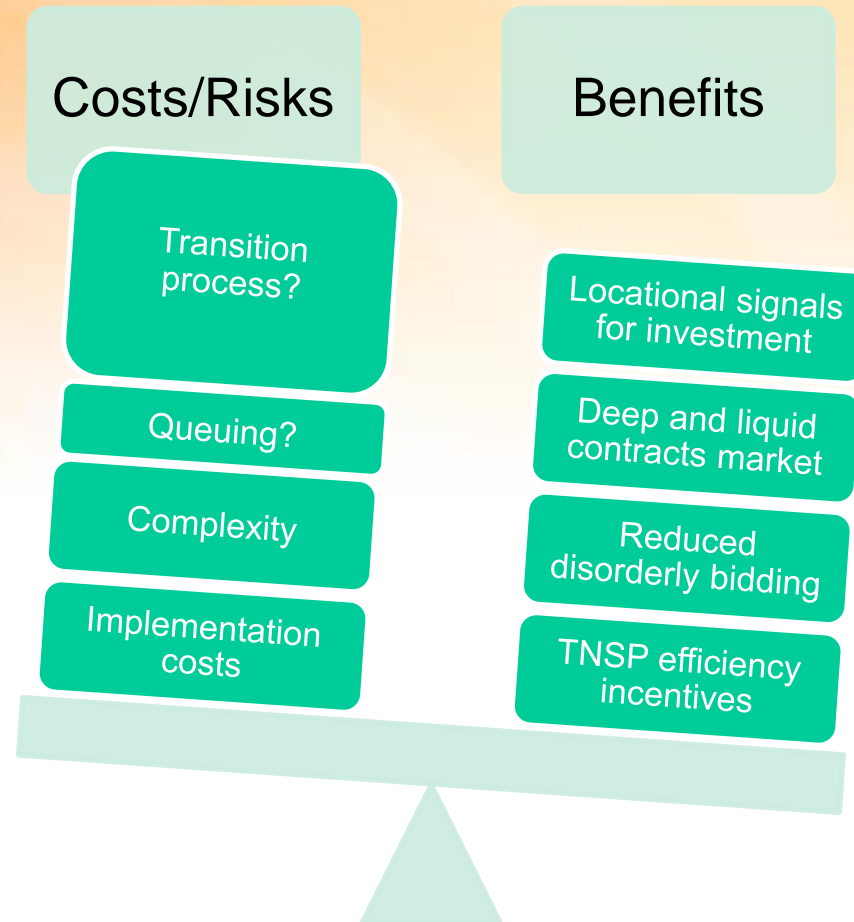 Costs/Risks
Transition
process?
Queuing?
Complexity
Implementation
costs
Benefits
Locational signals
for investment
Deep and liquid
contracts market
Reduced
disorderly bidding
TNSP efficiency
incentives